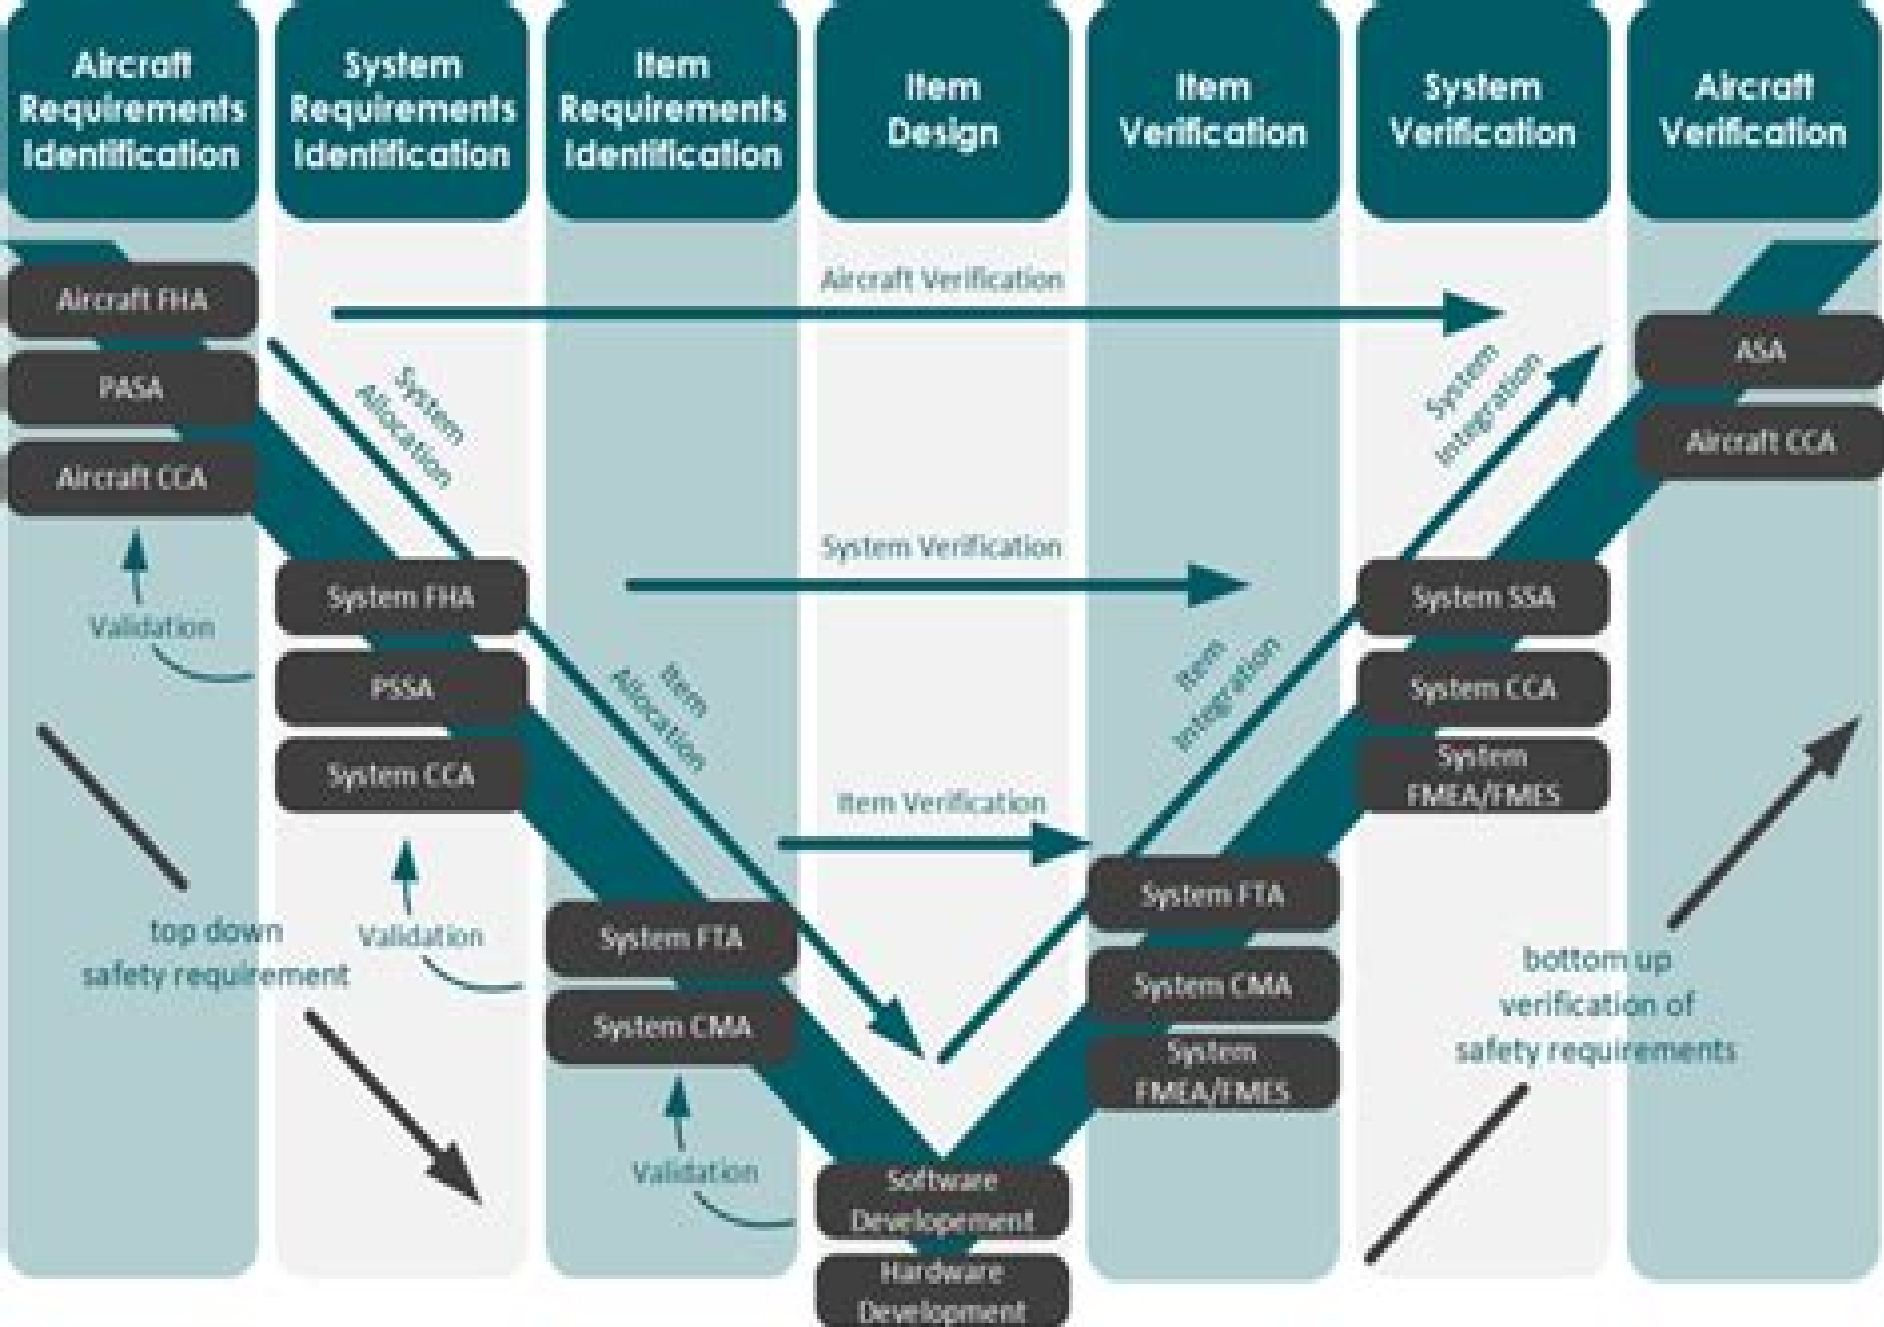 Aircraft
Requirements
Identification
System
Requirements
Identification
Item
Requirements
Identification
Item
Design
Item
Verification
System
Verification
Aircraft
Verification
Aircraft FHA
PASA
Aircraft CCA
Validation
System FHA
PSSA
System CCA
Validation
System FTA
System CMA
Validation
Software
Developement
Hardware
Development
System FTA
System CMA
System
FMEA/FMES
System SSA
System CCA
System
FMEA/FMES
ASA
Aircraft CCA
Aircraft Verification
System Verification
Item Verification
System
Allocation
Item
Allocation
Item
Integration
System
Integration
top down
safety requirement
bottom up
verification of
safety requirements